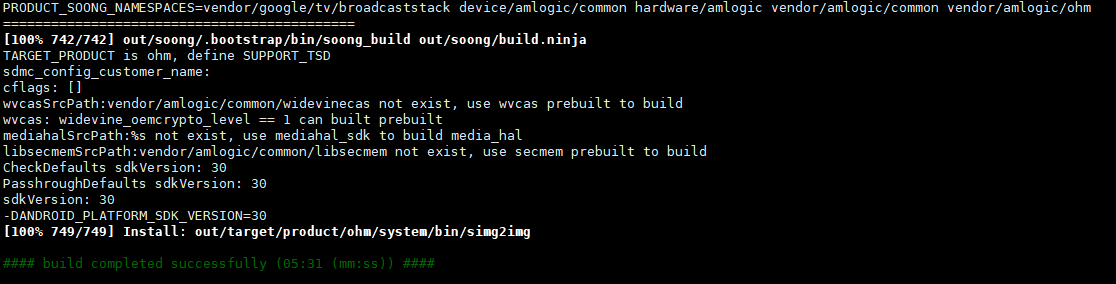 PRODUCT_SOONG_NAMESPACES=vendor/google/tv/broadcaststack device/amlogic/common hardware/amlogic vendor/amlogic/common vendor/amlogic/ohm
============================================
[100% 742/742] out/soong/.bootstrap/bin/soong_build out/soong/build.ninja
TARGET_PRODUCT is ohm, define SUPPORT_TSD
sdmc_config_customer_name:
cflags: []
wvcasSrcPath:vendor/amlogic/common/widevinecas not exist, use wvcas prebuilt to build
wvcas: widevine_oemcrypto_level == 1 can built prebuilt
mediahalSrcPath:%s not exist, use mediahal_sdk to build media_hal
libsecmemSrcPath:vendor/amlogic/common/libsecmem not exist, use secmem prebuilt to build
CheckDefaults sdkVersion: 30
PasshroughDefaults sdkVersion: 30
sdkVersion: 30
-DANDROID_PLATFORM_SDK_VERSION=30
[100% 749/749] Install: out/target/product/ohm/system/bin/simg2img
#### build completed successfully (05:31 (mm:ss)) ####